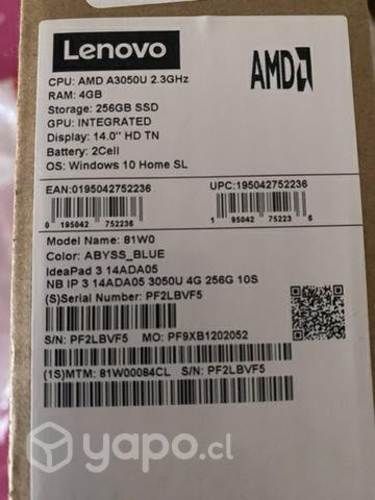 Lenovo
AMD
CPU: AMD A3050U 2.3GHz
RAM: 4GB
Storage: 256GB SSD
GPU: INTEGRATED
Display: 14.0'' HD TN
Battery: 2Cell
OS: Windows 10 Home SL
EAN:0195042752236 UPC:195042752236
0 195042 752236 1 95042 75223 6
Model Name: 81W0
Color: ABYSS_BLUE
IdeaPad 3 14ADA05
NB IP 3 14ADA05 3050U 4G 256G 10S
(S)Serial Number: PF2LBVF5
S/N: PF2LBVF5 MO: PF9XB1202052
(1S)MTM: 81W00084CL S/N: PF2LBVF5
yapo.cl